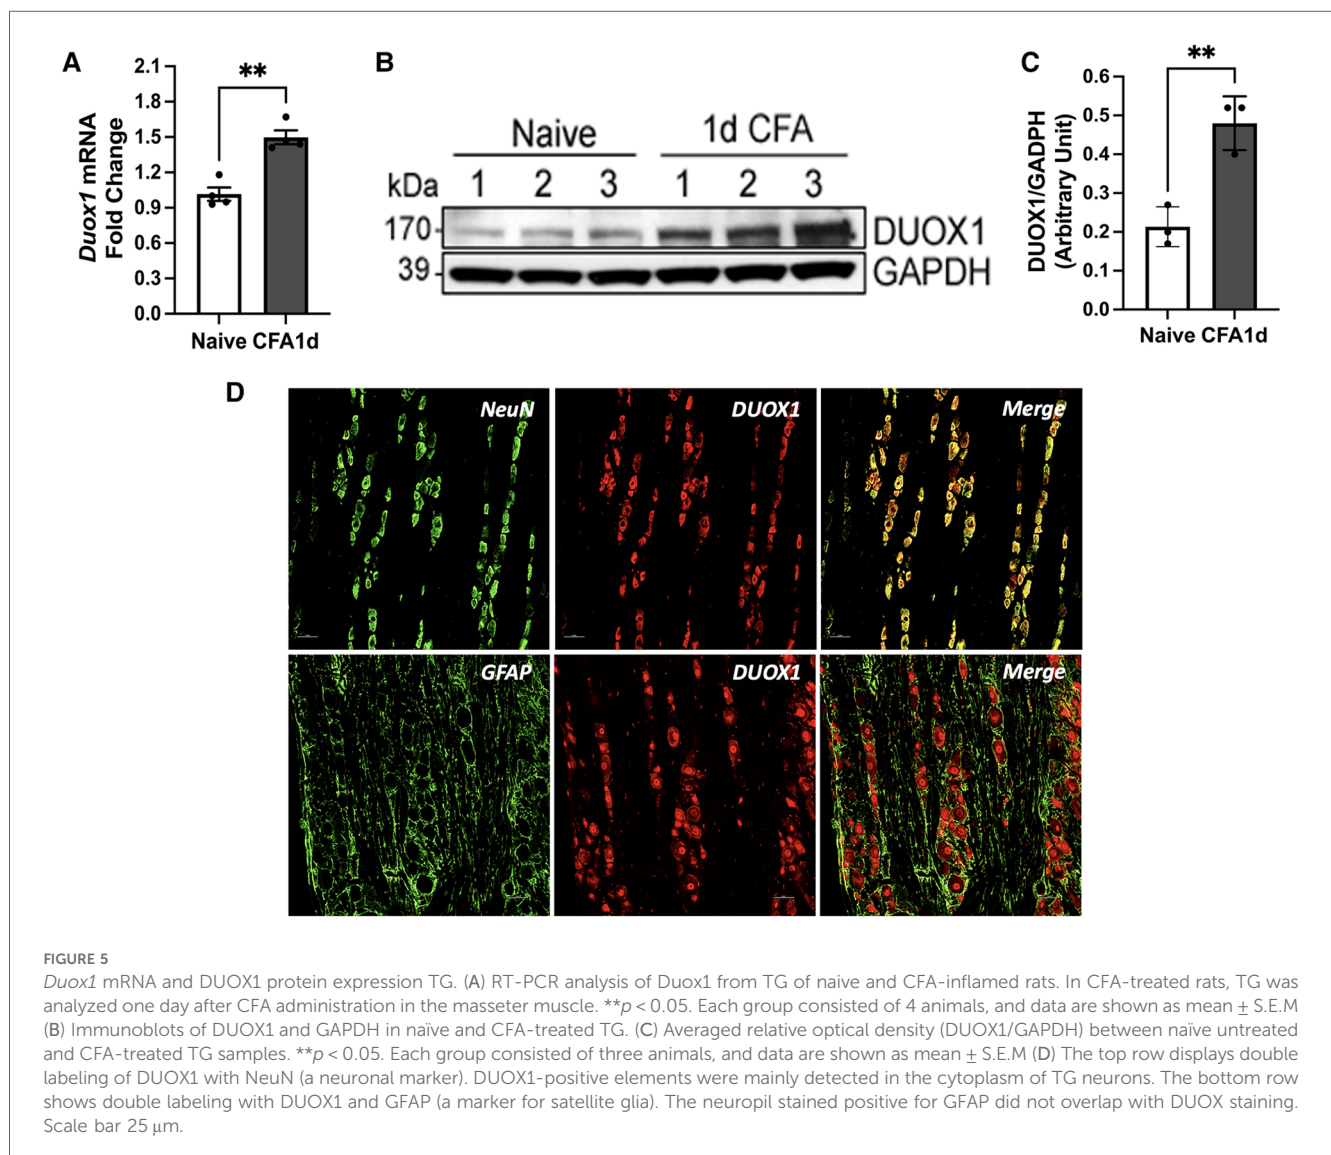 A
2.1
1.8
1.5
1.2
0.9
0.6
0.3
0.0
Duox1 mRNA
Fold Change
**
Naive CFA1d
B
Naive 1d CFA
kDa 1 2 3 1 2 3
170 DUOX1
39 GAPDH
C
0.6
0.5
0.4
0.3
0.2
0.1
0.0
DUOX1/GADPH
(Arbitrary Unit)
**
Naive CFA1d
D
NeuN DUOX1 Merge
GFAP DUOX1 Merge
FIGURE 5
Duox1 mRNA and DUOX1 protein expression TG. (A) RT-PCR analysis of Duox1 from TG of naive and CFA-inflamed rats. In CFA-treated rats, TG was
analyzed one day after CFA administration in the masseter muscle. **p < 0.05. Each group consisted of 4 animals, and data are shown as mean ± S.E.M
(B) Immunoblots of DUOX1 and GAPDH in naïve and CFA-treated TG. (C) Averaged relative optical density (DUOX1/GAPDH) between naïve untreated
and CFA-treated TG samples. **p < 0.05. Each group consisted of three animals, and data are shown as mean ± S.E.M (D) The top row displays double
labeling of DUOX1 with NeuN (a neuronal marker). DUOX1-positive elements were mainly detected in the cytoplasm of TG neurons. The bottom row
shows double labeling with DUOX1 and GFAP (a marker for satellite glia). The neuropil stained positive for GFAP did not overlap with DUOX staining.
Scale bar 25 μm.